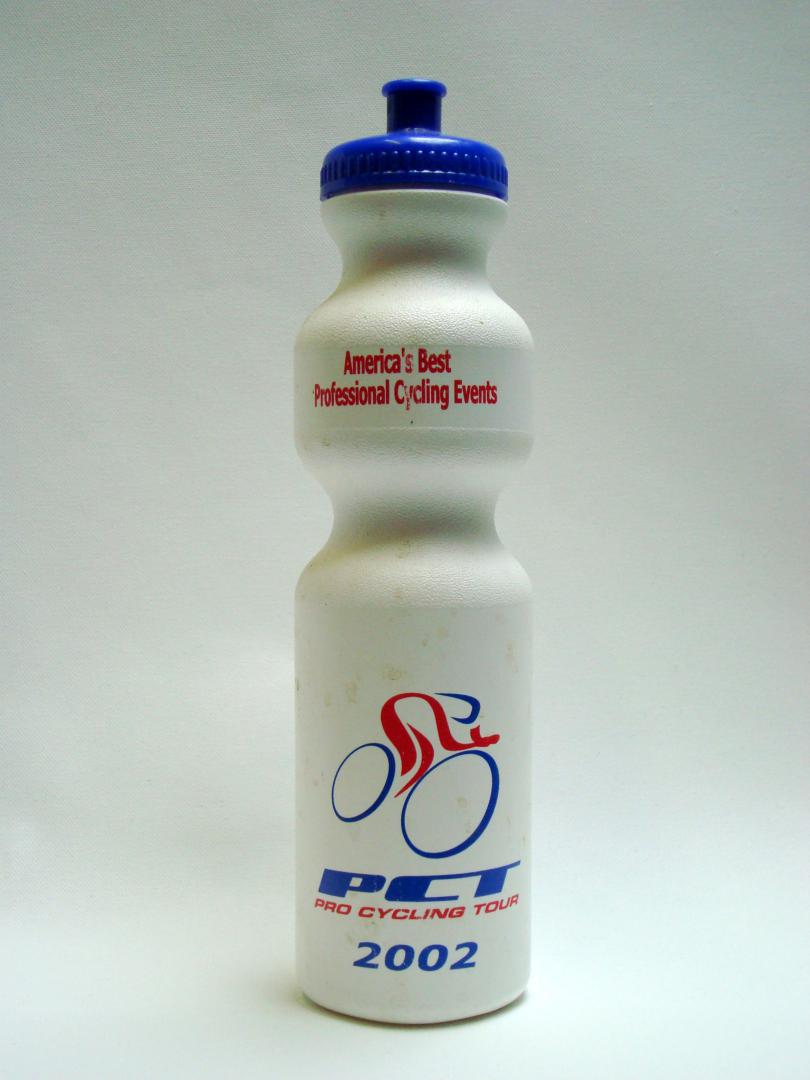 America's Best
Professional Cycling Events
PCT
PRO CYCLING TOUR
2002